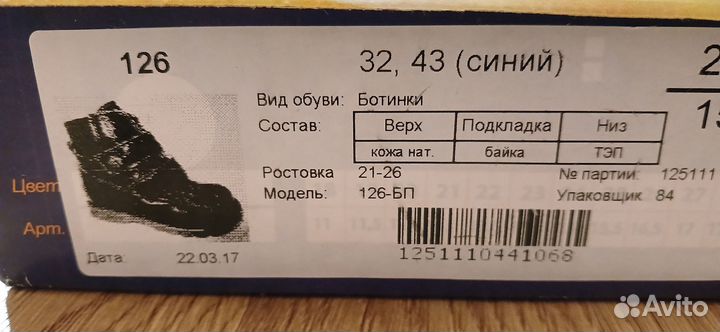 126
32, 43 (синий)
Вид обуви: Ботинки
Состав: Верх Подкладка Низ
кожа нат. байка ТЭП
Ростовка 21-26 № партии: 125111
Модель: 126-БП Упаковщик 84
Цвет
Арт.
1251110441068
Дата: 22.03.17
Avito